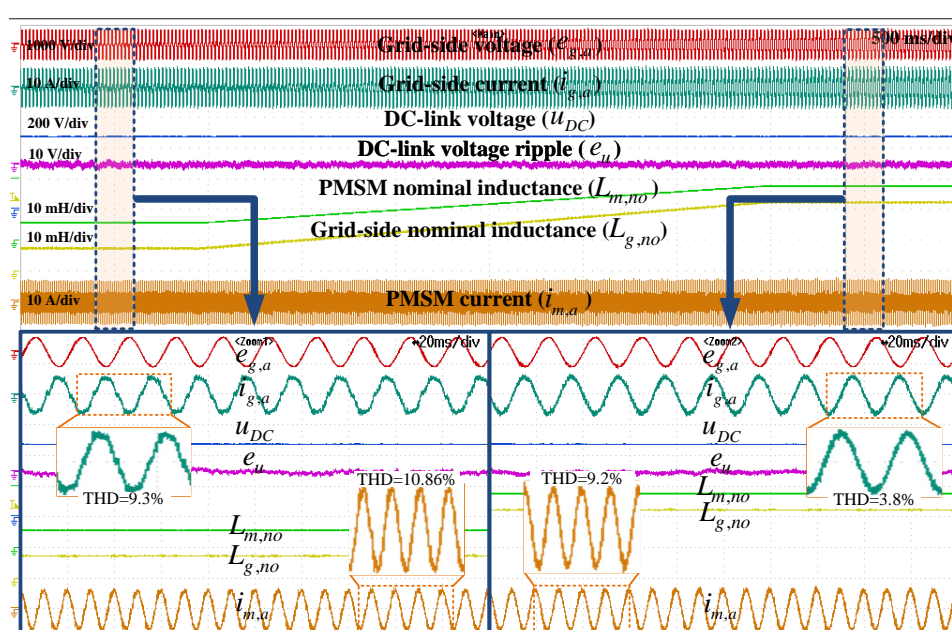 <Main>
1000 V/div Grid-side voltage (e_{g,a}) 500 ms/div
10 A/div Grid-side current (i_{g,a})
200 V/div DC-link voltage (u_{DC})
10 V/div DC-link voltage ripple (e_u)
PMSM nominal inductance (L_{m,no})
10 mH/div
Grid-side nominal inductance (L_{g,no})
10 mH/div
10 A/div PMSM current (i_{m,a})
<Zoom1> 20ms/div
e_{g,a}
i_{g,a}
u_{DC}
e_u
THD=9.3% THD=10.86%
L_{m,no}
L_{g,no}
i_{m,a}
<Zoom2> 20ms/div
e_{g,a}
i_{g,a}
u_{DC}
e_u
THD=9.2% L_{m,no} THD=3.8%
L_{g,no}
i_{m,a}